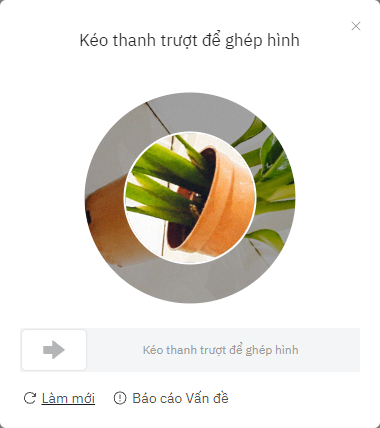 Kéo thanh trượt để ghép hình
Kéo thanh trượt để ghép hình
Làm mới
Báo cáo Vấn đề